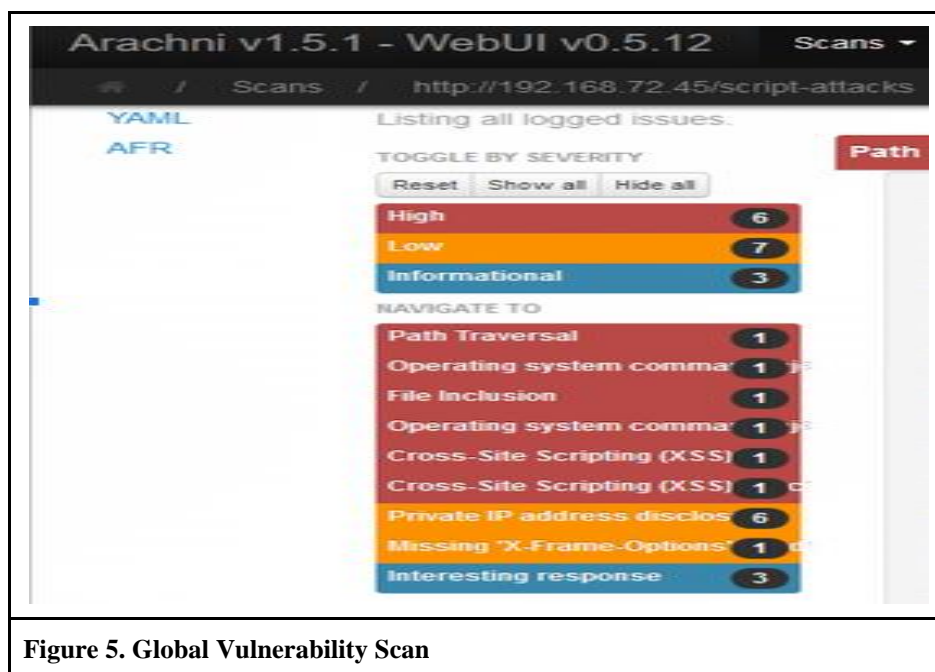 Arachni v1.5.1 - WebUI v0.5.12 Scans
/ Scans / http://192.168.72.45/script-attacks
YAML
AFR
Listing all logged issues.
TOGGLE BY SEVERITY
Path
Reset Show all Hide all
High 6
Low 7
Informational 3
NAVIGATE TO
Path Traversal 1
Operating system comma 1
File Inclusion 1
Operating system comma 1
Cross-Site Scripting (XSS) 1
Cross-Site Scripting (XSS) 1
Private IP address disclos 6
Missing 'X-Frame-Options' 1
Interesting response 3
Figure 5. Global Vulnerability Scan